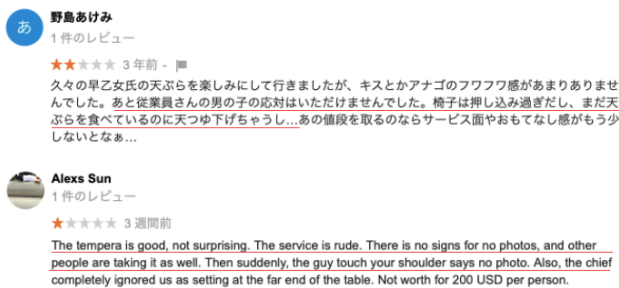 あ
野島あけみ
1 件のレビュー
3 年前 -
久々の早乙女氏の天ぷらを楽しみにして行きましたが、キスとかアナゴのフワフワ感があまりありませ
んでした。あと従業員さんの男の子の応対はいただけませんでした。椅子は押し込み過ぎだし、まだ天
ぷらを食べているのに天つゆ下げちゃうし…あの値段を取るのならサービス面やおもてなし感がもう少
しないとなぁ…
Alexs Sun
1 件のレビュー
3 週間前
The tempera is good, not surprising. The service is rude. There is no signs for no photos, and other
people are taking it as well. Then suddenly, the guy touch your shoulder says no photo. Also, the chief
completely ignored us as setting at the far end of the table. Not worth for 200 USD per person.